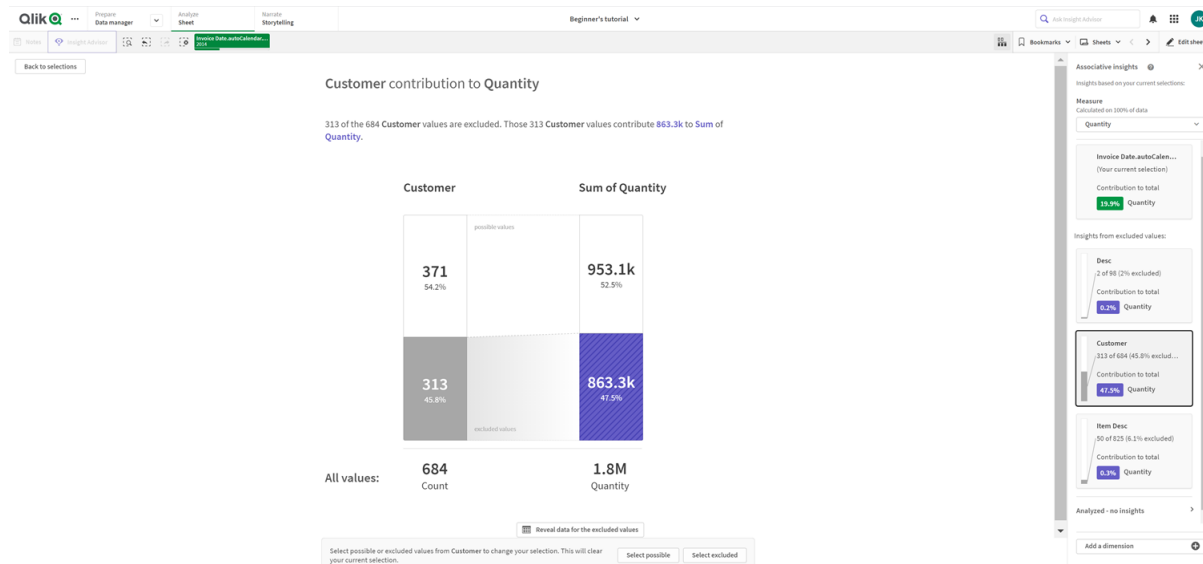 Qlik
Prepare
Data manager
Analyze
Sheet
Narrate
Storytelling
Beginner's tutorial
Ask Insight Advisor
JK
Notes
Insight Advisor
Invoice Date.autoCalendar....
2014
Bookmarks
Sheets
Edit shee
Back to selections
Customer contribution to Quantity
313 of the 684 Customer values are excluded. Those 313 Customer values contribute 863.3k to Sum of
Quantity.
Customer
Sum of Quantity
possible values
371
54.2%
953.1k
52.5%
313
45.8%
863.3k
47.5%
excluded values
All values:
684
Count
1.8M
Quantity
Reveal data for the excluded values
Select possible or excluded values from Customer to change your selection. This will clear
your current selection.
Select possible
Select excluded
Associative insights
Insights based on your current selections:
Measure
Calculated on 100% of data
Quantity
Invoice Date.autoCalen...
(Your current selection)
Contribution to total
19.9% Quantity
Insights from excluded values:
Desc
2 of 98 (2% excluded)
Contribution to total
0.2% Quantity
Customer
313 of 684 (45.8% exclud...
Contribution to total
47.5% Quantity
Item Desc
50 of 825 (6.1% excluded)
Contribution to total
0.3% Quantity
Analyzed - no insights
Add a dimension